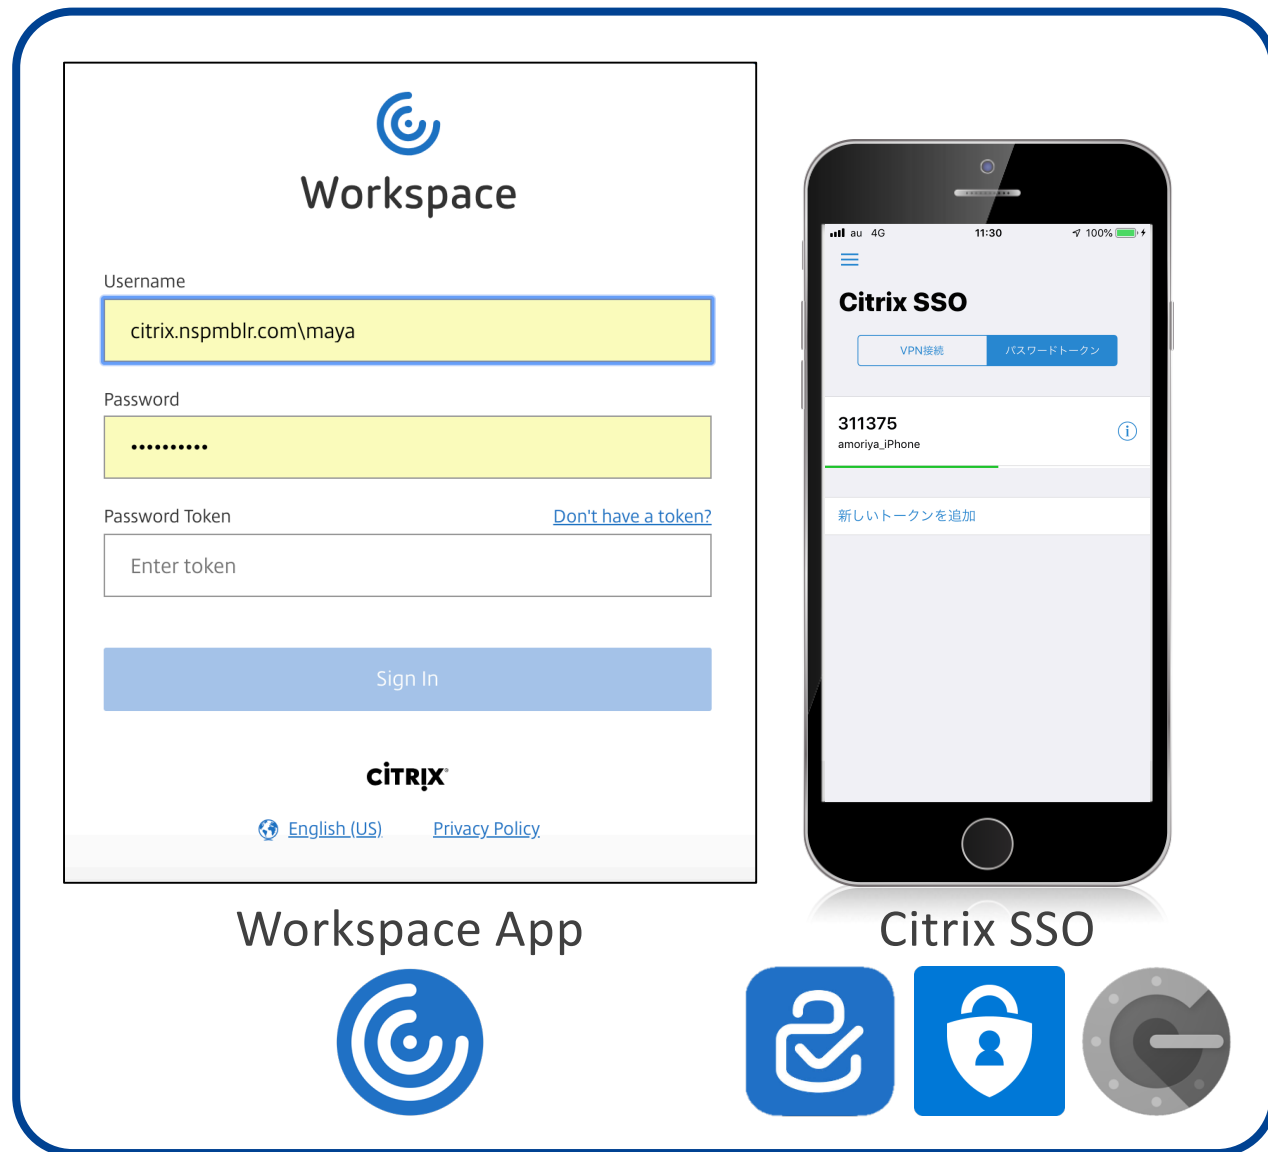 Workspace
Username
citrix.nspmblr.com\maya
Password
••••••••••
Password Token Don't have a token?
Enter token
Sign In
CİTRIX
English (US) Privacy Policy
Workspace App
au 4G 11:30 100%
Citrix SSO
VPN接続 パスワードトークン
311375
amoriya_iPhone
新しいトークンを追加
Citrix SSO